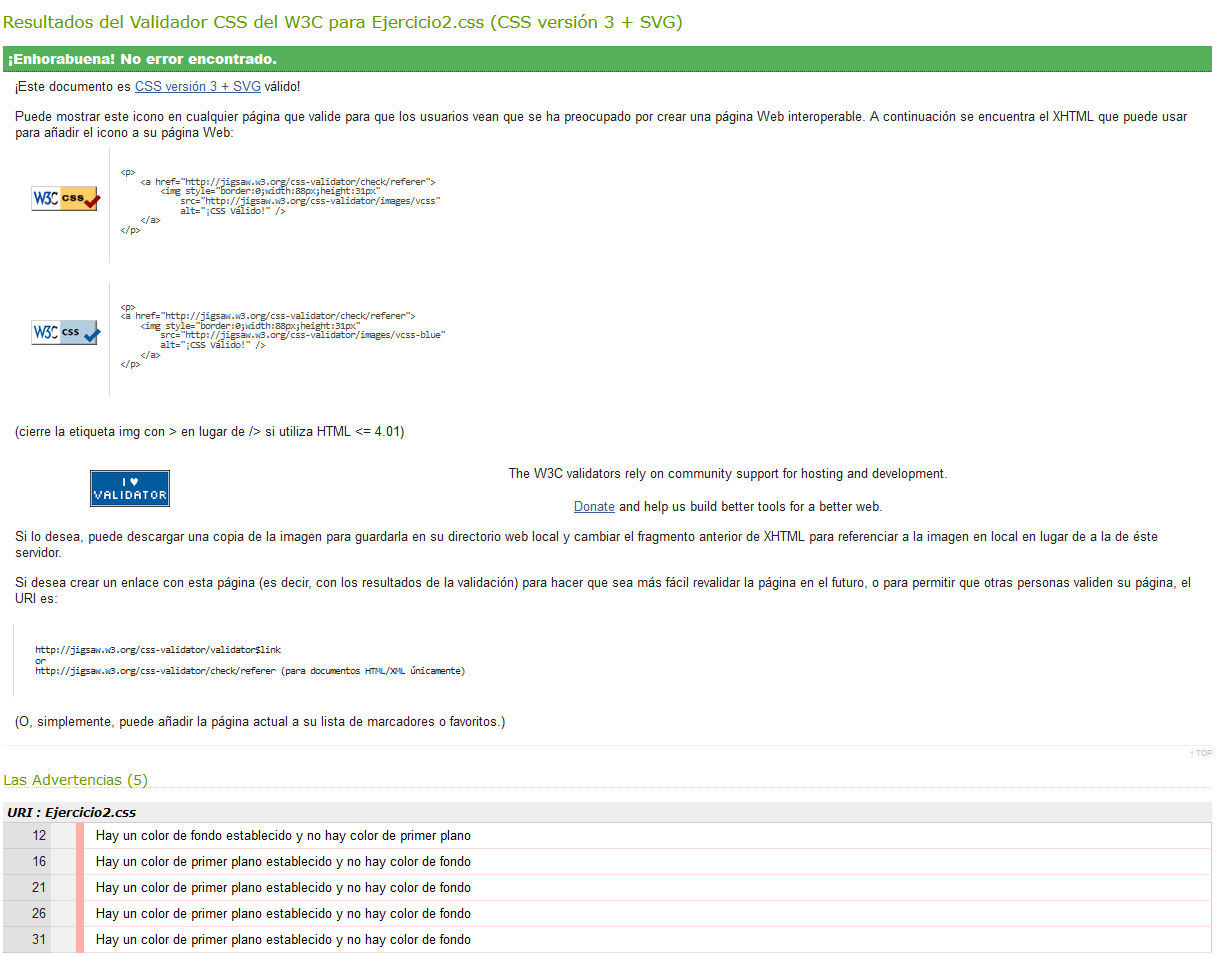 Resultados del Validador CSS del W3C para Ejercicio2.css (CSS versión 3 + SVG)
¡Enhorabuena! No error encontrado.
¡Este documento es CSS versión 3 + SVG válido!
Puede mostrar este icono en cualquier página que valide para que los usuarios vean que se ha preocupado por crear una página Web interoperable. A continuación se encuentra el XHTML que puede usar
para añadir el icono a su página Web:
W3C css
<p>
<a href="http://jigsaw.w3.org/css-validator/check/referer">
<img style="border:0;width:88px;height:31px"
src="http://jigsaw.w3.org/css-validator/images/vcss"
alt="¡CSS Válido!" />
</a>
</p>
W3C css
<p>
<a href="http://jigsaw.w3.org/css-validator/check/referer">
<img style="border:0;width:88px;height:31px"
src="http://jigsaw.w3.org/css-validator/images/vcss-blue"
alt="¡CSS Válido!" />
</a>
</p>
(cierre la etiqueta img con > en lugar de /> si utiliza HTML <= 4.01)
I ♥
VALIDATOR
The W3C validators rely on community support for hosting and development.
Donate and help us build better tools for a better web.
Si lo desea, puede descargar una copia de la imagen para guardarla en su directorio web local y cambiar el fragmento anterior de XHTML para referenciar a la imagen en local en lugar de a la de éste
servidor.
Si desea crear un enlace con esta página (es decir, con los resultados de la validación) para hacer que sea más fácil revalidar la página en el futuro, o para permitir que otras personas validen su página, el
URI es:
http://jigsaw.w3.org/css-validator/validator$link
or
http://jigsaw.w3.org/css-validator/check/referer (para documentos HTML/XML únicamente)
(O, simplemente, puede añadir la página actual a su lista de marcadores o favoritos.)
↑ TOP
Las Advertencias (5)
URI : Ejercicio2.css
12 Hay un color de fondo establecido y no hay color de primer plano
16 Hay un color de primer plano establecido y no hay color de fondo
21 Hay un color de primer plano establecido y no hay color de fondo
26 Hay un color de primer plano establecido y no hay color de fondo
31 Hay un color de primer plano establecido y no hay color de fondo